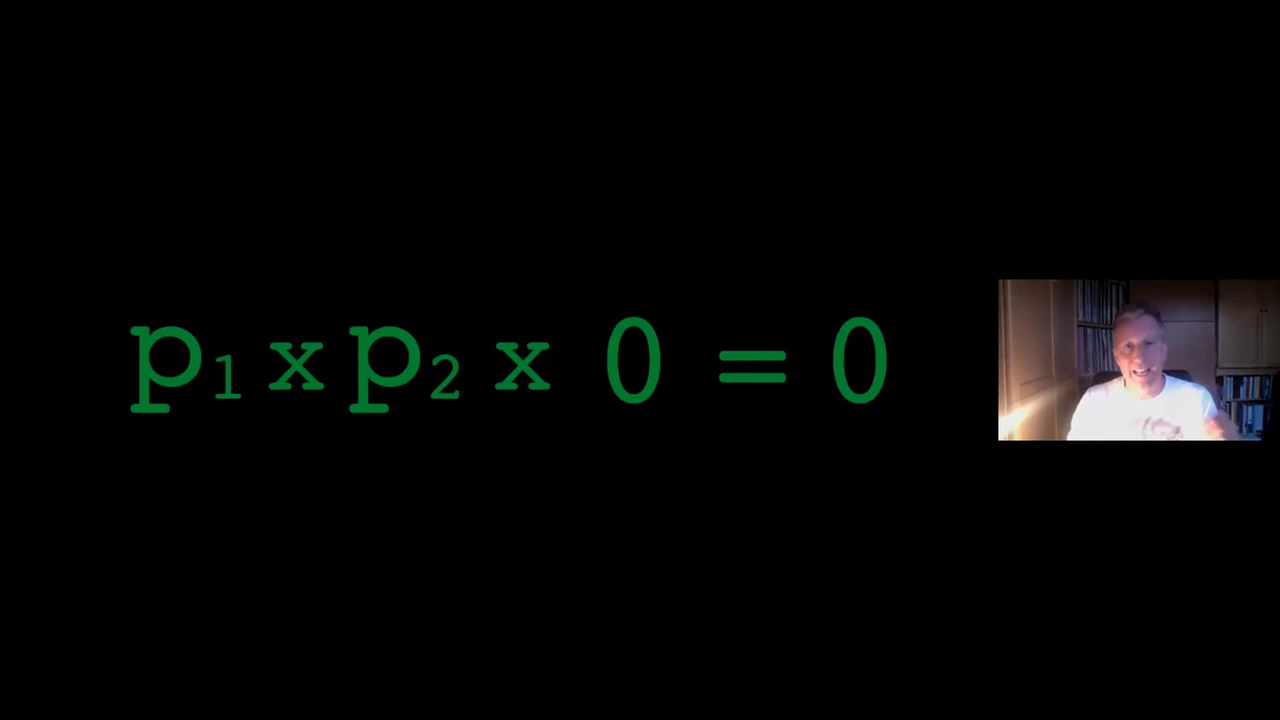 p₁ x p₂ x 0 = 0